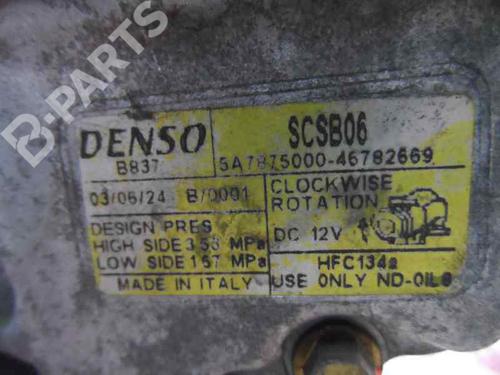 B-PARTS
DENSO
B837
SCSB06
5A7875000-46782669
03/06/24 B/0001
CLOCKWISE
ROTATION
DESIGN PRES
HIGH SIDE 3.53 MPa
LOW SIDE 1.67 MPa
DC 12V
HFC134a
MADE IN ITALY
USE ONLY ND-OIL8